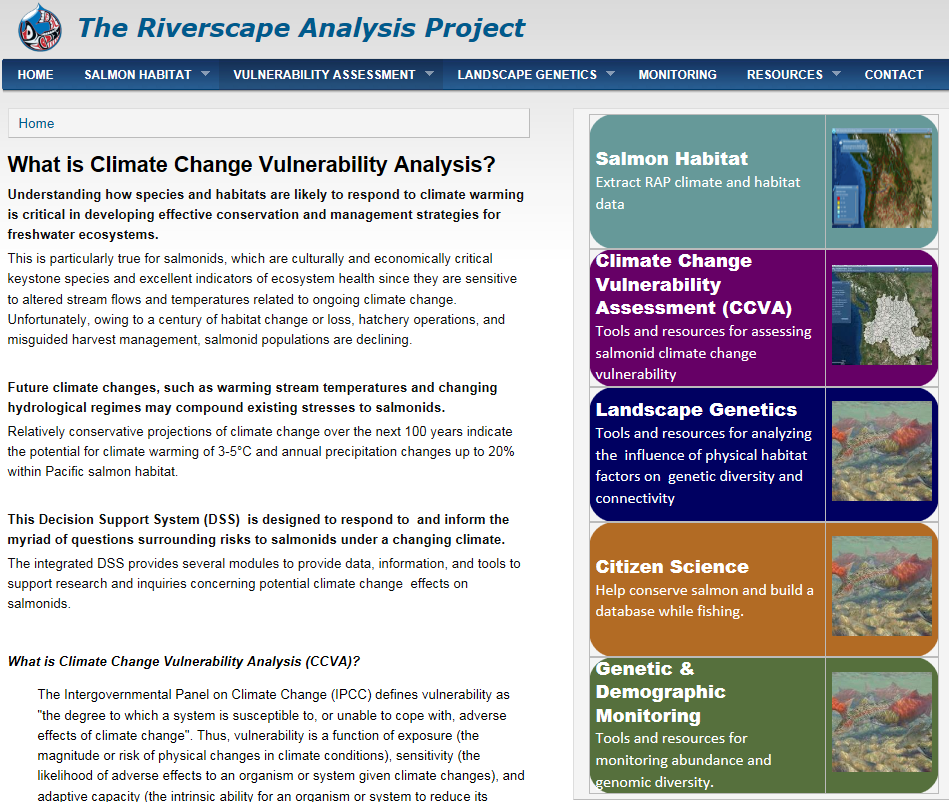 The Riverscape Analysis Project
HOME SALMON HABITAT VULNERABILITY ASSESSMENT LANDSCAPE GENETICS MONITORING RESOURCES CONTACT
Home
What is Climate Change Vulnerability Analysis?
Understanding how species and habitats are likely to respond to climate warming
is critical in developing effective conservation and management strategies for
freshwater ecosystems.
This is particularly true for salmonids, which are culturally and economically critical
keystone species and excellent indicators of ecosystem health since they are sensitive
to altered stream flows and temperatures related to ongoing climate change.
Unfortunately, owing to a century of habitat change or loss, hatchery operations, and
misguided harvest management, salmonid populations are declining.
Future climate changes, such as warming stream temperatures and changing
hydrological regimes may compound existing stresses to salmonids.
Relatively conservative projections of climate change over the next 100 years indicate
the potential for climate warming of 3-5°C and annual precipitation changes up to 20%
within Pacific salmon habitat.
This Decision Support System (DSS)  is designed to respond to  and inform the
myriad of questions surrounding risks to salmonids under a changing climate.
The integrated DSS provides several modules to provide data, information, and tools to
support research and inquiries concerning potential climate change  effects on
salmonids.
What is Climate Change Vulnerability Analysis (CCVA)?
The Intergovernmental Panel on Climate Change (IPCC) defines vulnerability as
"the degree to which a system is susceptible to, or unable to cope with, adverse
effects of climate change". Thus, vulnerability is a function of exposure (the
magnitude or risk of physical changes in climate conditions), sensitivity (the
likelihood of adverse effects to an organism or system given climate changes), and
adaptive capacity (the intrinsic ability for an organism or system to reduce its
Salmon Habitat
Extract RAP climate and habitat
data
Climate Change
Vulnerability
Assessment (CCVA)
Tools and resources for assessing
salmonid climate change
vulnerability
Landscape Genetics
Tools and resources for analyzing
the  influence of physical habitat
factors on  genetic diversity and
connectivity
Citizen Science
Help conserve salmon and build a
database while fishing.
Genetic &
Demographic
Monitoring
Tools and resources for
monitoring abundance and
genomic diversity.